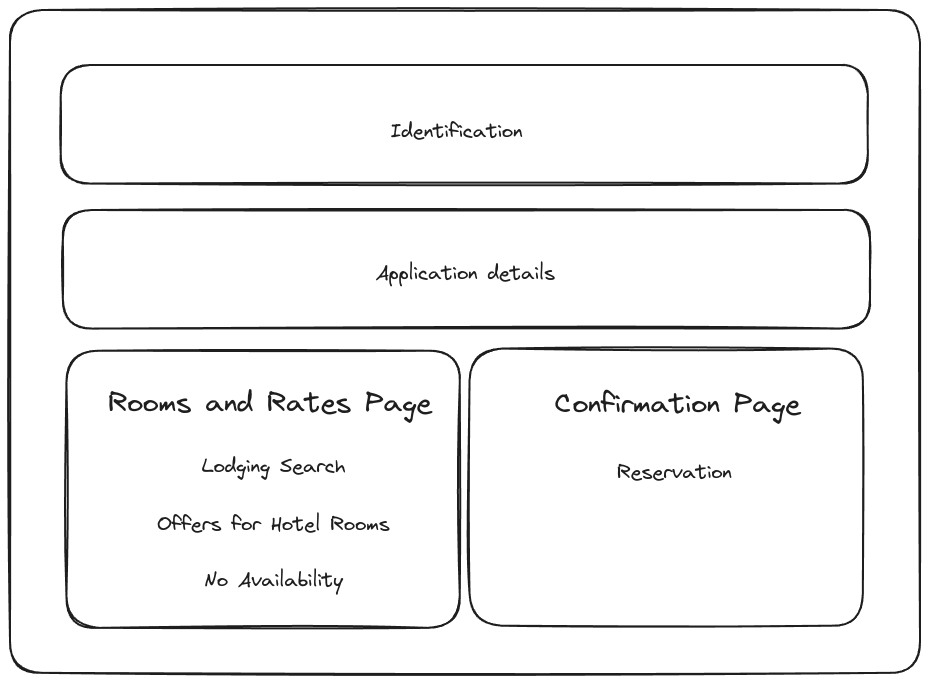 Identification
Application details
Rooms and Rates Page
Lodging Search
Offers for Hotel Rooms
No Availability
Confirmation Page
Reservation